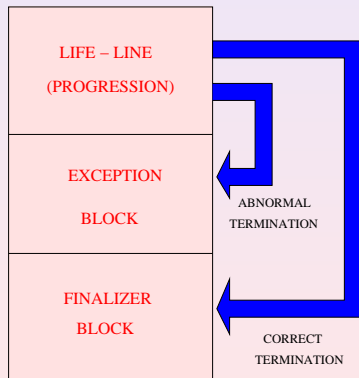 LIFE – LINE
(PROGRESSION)
EXCEPTION
BLOCK
ABNORMAL
TERMINATION
FINALIZER
BLOCK
CORRECT
TERMINATION